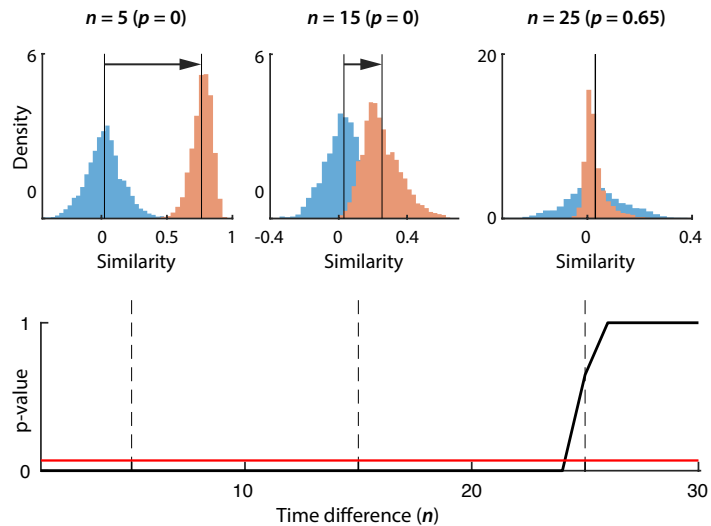 n = 5 (p = 0)
n = 15 (p = 0)
n = 25 (p = 0.65)
6
0
Density
0
0.5
1
Similarity
6
0
-0.4
0
0.4
Similarity
20
0
0
0.4
Similarity
1
0
p-value
10
20
30
Time difference (n)